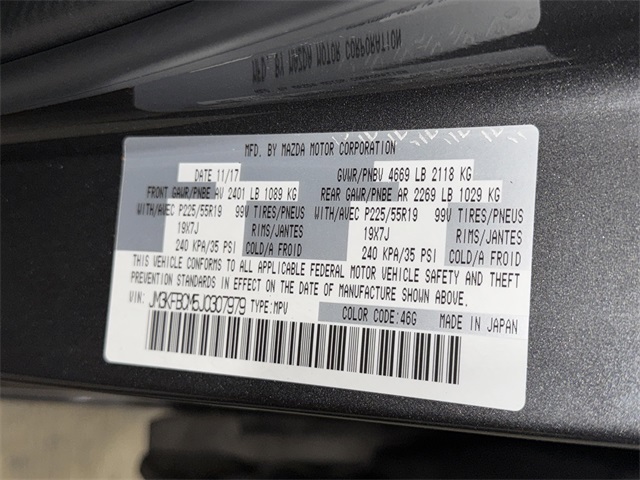 MFD. BY MAZDA MOTOR CORPORATION
DATE 11/17 GVWR/PNBV 4669 LB 2118 KG
FRONT GAWR/PNBE AV 2401 LB 1089 KG REAR GAWR/PNBE AR 2269 LB 1029 KG
WITH/AVEC P225/55R19 99V TIRES/PNEUS WITH/AVEC P225/55R19 99V TIRES/PNEUS
19X7J RIMS/JANTES 19X7J RIMS/JANTES
240 KPA/35 PSI COLD/A FROID 240 KPA/35 PSI COLD/A FROID
THIS VEHICLE CONFORMS TO ALL APPLICABLE FEDERAL MOTOR VEHICLE SAFETY AND THEFT
PREVENTION STANDARDS IN EFFECT ON THE DATE OF MANUFACTURE SHOWN ABOVE.
VIN: JM3KFBCM5J0307979 TYPE: MPV COLOR CODE: 46G MADE IN JAPAN